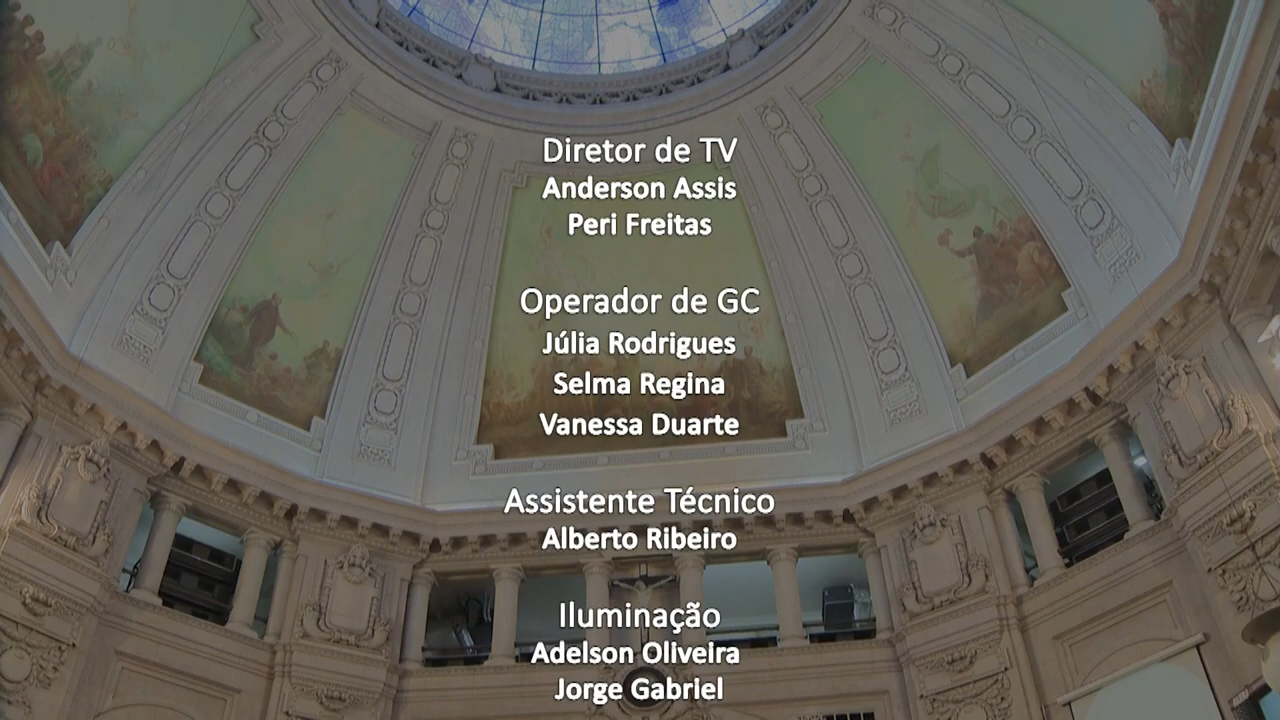 Diretor de TV
Anderson Assis
Peri Freitas
Operador de GC
Júlia Rodrigues
Selma Regina
Vanessa Duarte
Assistente Técnico
Alberto Ribeiro
Iluminação
Adelson Oliveira
Jorge Gabriel